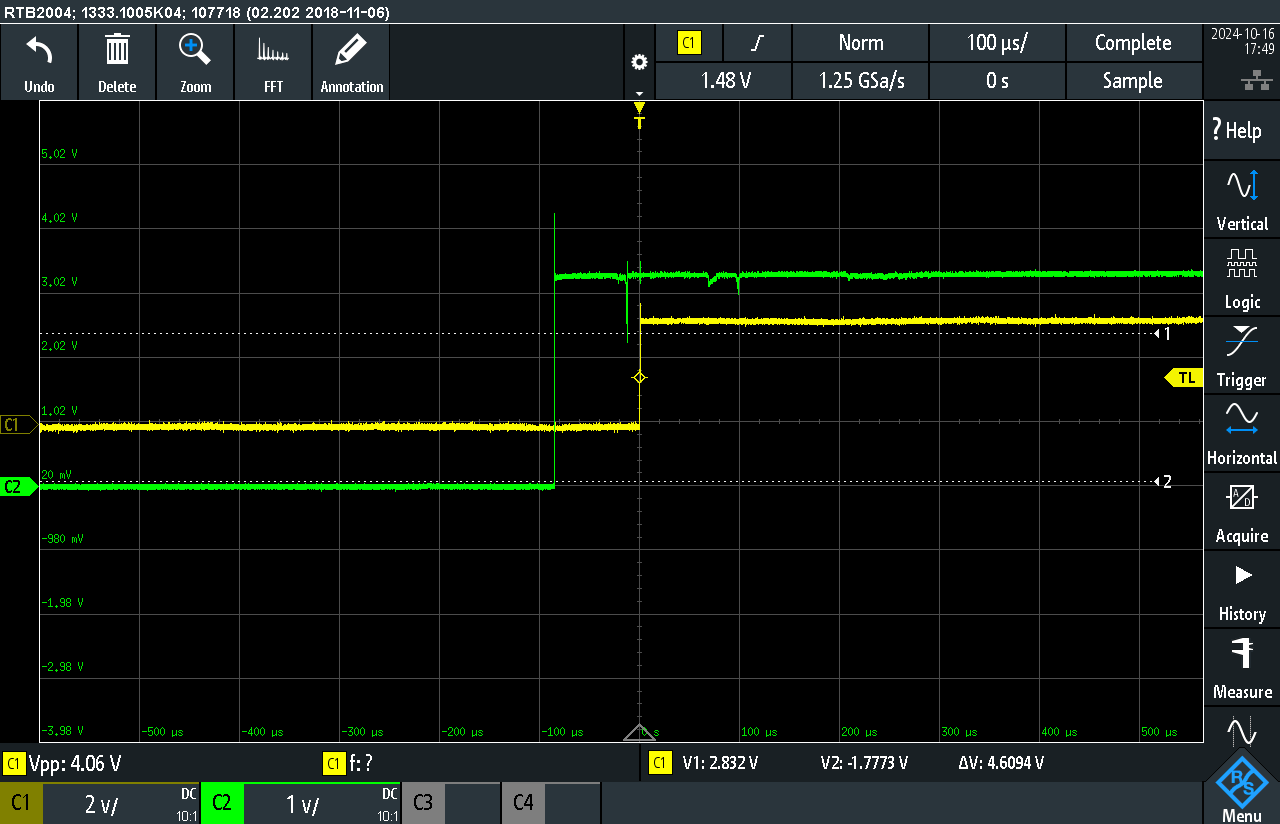 RTB2004; 1333.1005K04; 107718 (02.202 2018-11-06)
Undo
Delete
Zoom
FFT
Annotation
C1
Norm
100 µs/
Complete
1.48 V
1.25 GSa/s
0 s
Sample
2024-10-16
17:49
T
5.02 V
4.02 V
3.02 V
2.02 V
1.02 V
20 mV
-980 mV
-1.98 V
-2.98 V
-3.98 V
C1
C2
1
2
TL
-500 µs
-400 µs
-300 µs
-200 µs
-100 µs
0 s
100 µs
200 µs
300 µs
400 µs
500 µs
? Help
Vertical
Logic
Trigger
Horizontal
A/D
Acquire
History
Measure
R&S
Menu
C1 Vpp: 4.06 V
C1 f: ?
C1 V1: 2.832 V V2: -1.7773 V ΔV: 4.6094 V
C1 2 V/ DC 10:1
C2 1 V/ DC 10:1
C3
C4